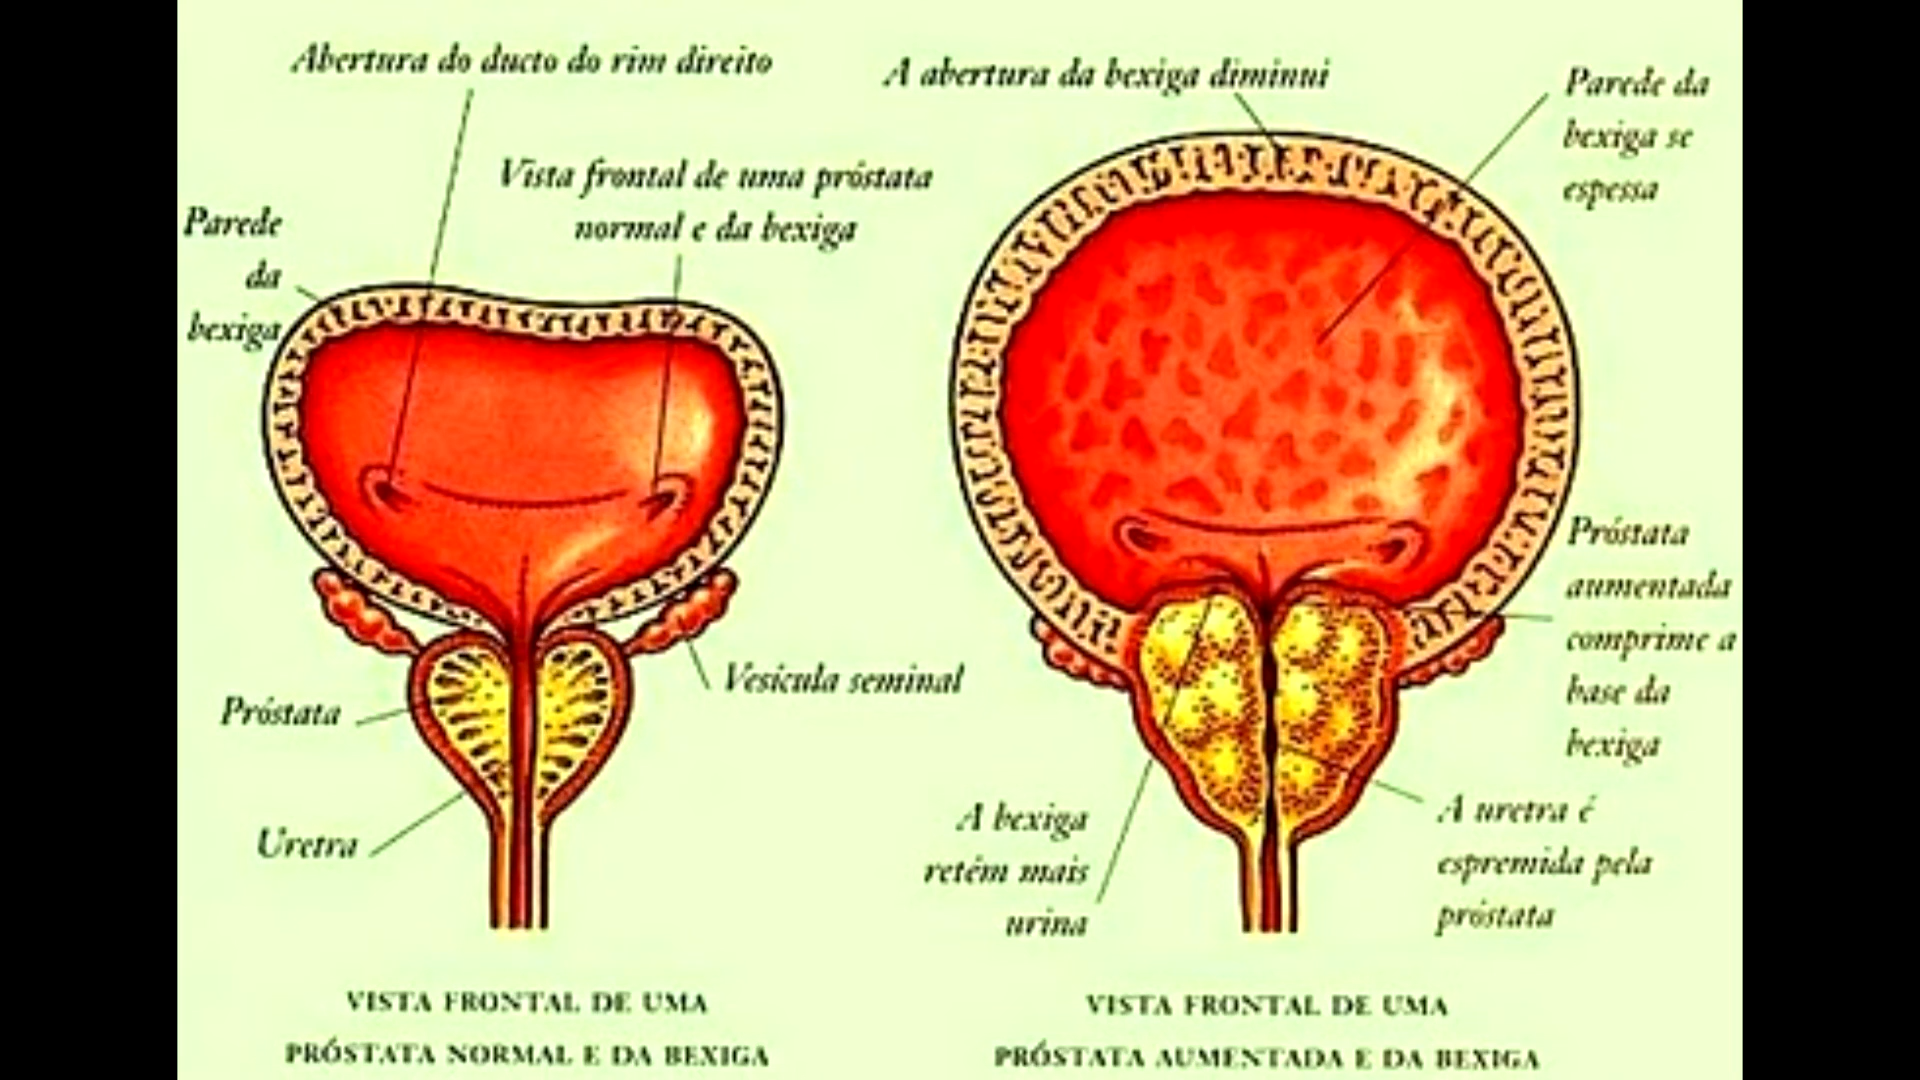 Abertura do ducto do rim direito
Vista frontal de uma próstata
normal e da bexiga
Parede
da
bexiga
Próstata
Uretra
Vesícula seminal
VISTA FRONTAL DE UMA
PRÓSTATA NORMAL E DA BEXIGA
A abertura da bexiga diminui
Parede da
bexiga se
espessa
Próstata
aumentada
comprime a
base da
bexiga
A bexiga
retém mais
urina
A uretra é
espremida pela
próstata
VISTA FRONTAL DE UMA
PRÓSTATA AUMENTADA E DA BEXIGA